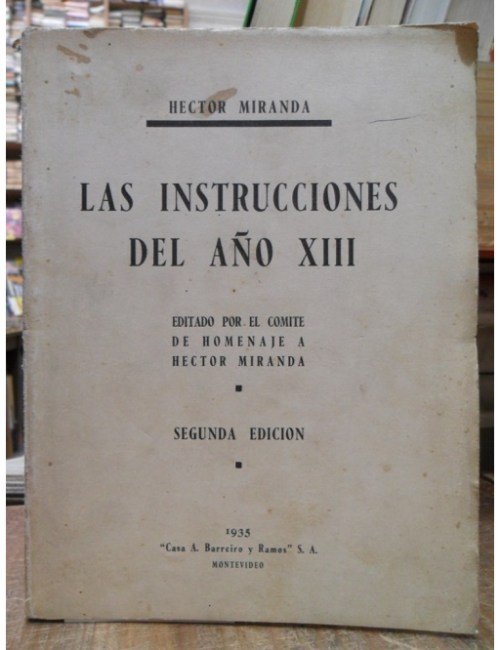 HECTOR MIRANDA
LAS INSTRUCCIONES
DEL AÑO XIII
EDITADO POR EL COMITE
DE HOMENAJE A
HECTOR MIRANDA
SEGUNDA EDICION
1935
"Casa A. Barreiro y Ramos" S. A.
MONTEVIDEO